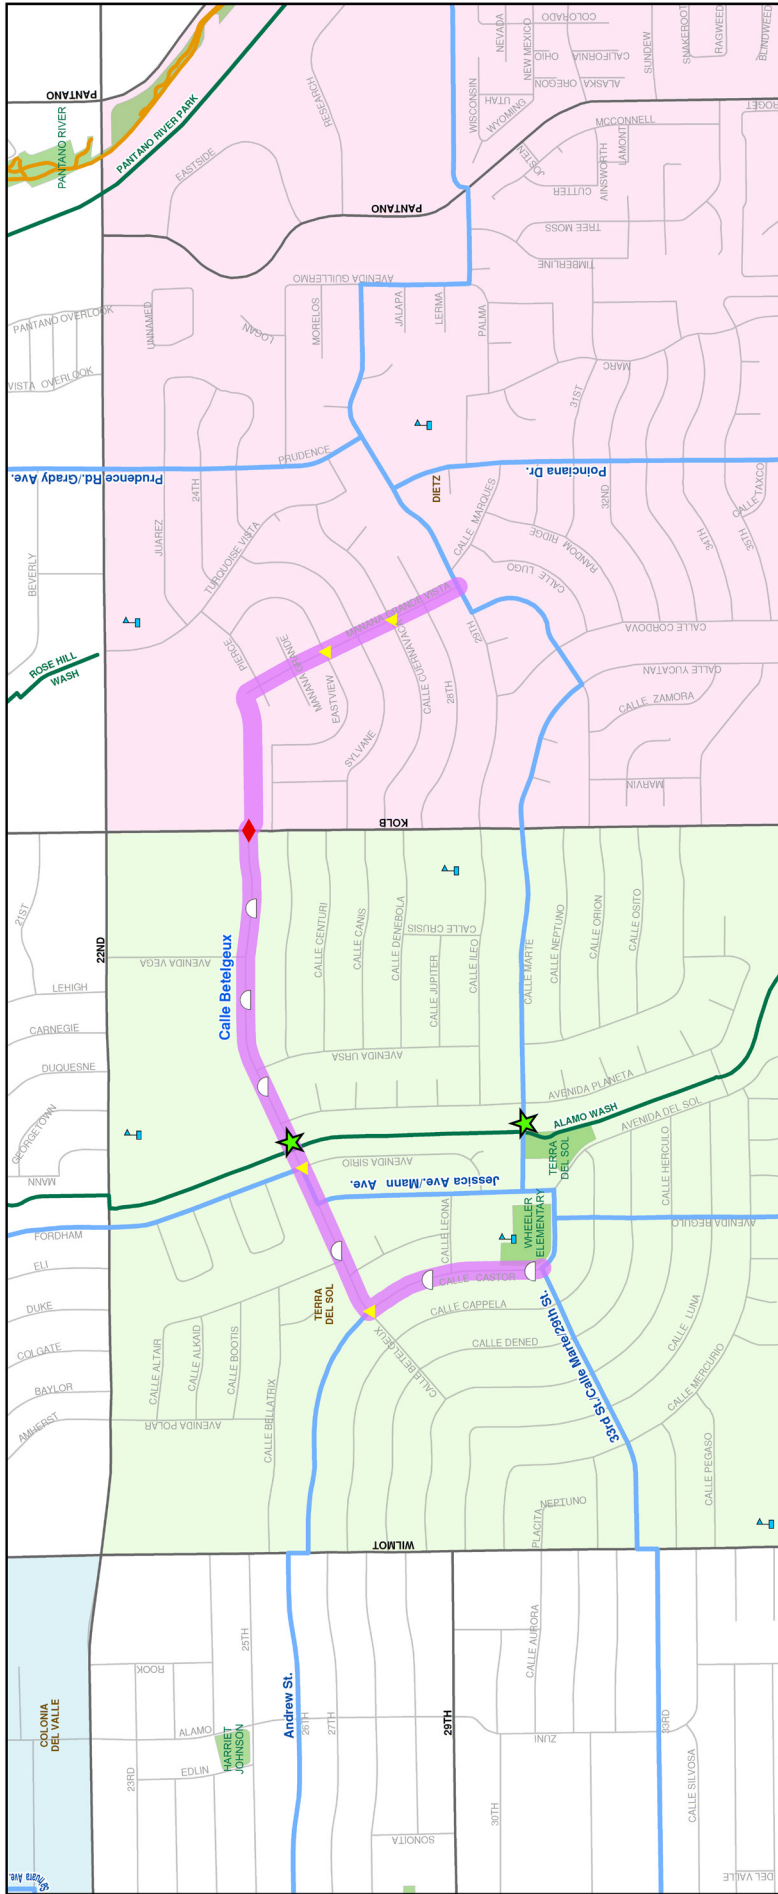 COLORADO
NEVADA
NEW MEXICO
OHIO
CALIFORNIA
SUNDEW
SNAKEROOT
RAGWEED
BLINDWEED
WISCONSIN
UTAH
WYOMING
OREGON
ALASKA
PANTANO
PANTANO RIVER
PANTANO RIVER PARK
RESEARCH
EASTSIDE
PANTANO
MCCONNELL
LAMONT
JOSTEN
CUTTER
AINSWORTH
TREE MOSS
TIMBERLINE
AVENIDA GUILLERMO
PANTANO OVERLOOK
UNNAMED
LOGAN
MORELOS
JALAPA
LERMA
PALMA
VISTA OVERLOOK
MARC
31ST
PRUDENCE
Prudence Rd./Grady Ave.
24TH
DIETZ
Poinciana Dr.
32ND
34TH
35TH
CALLE TAXCO
BEVERLY
JUAREZ
TURQUOISE VISTA
CALLE MARQUES
RANDOM RIDGE
CALLE LUGO
ROSE HILL
WASH
PIERCE
MANANA GRANDE
MANANA GRANDE VISTA
EASTVIEW
CALLE CUERNAVACA
28TH
29TH
CALLE CORDOVA
CALLE YUCATAN
CALLE ZAMORA
SYLVANE
MARVIN
KOLB
21ST
22ND
LEHIGH
CARNEGIE
DUQUESNE
GEORGETOWN
MANN
AVENIDA VEGA
Calle Betelgeux
CALLE CENTURI
CALLE CANIS
CALLE DENEBOLA
CALLE CRUSIS
CALLE JUPITER
CALLE ILEO
CALLE MARTE
CALLE NEPTUNO
CALLE ORION
CALLE OSITO
AVENIDA URSA
AVENIDA PLANETA
ALAMO WASH
AVENIDA DEL SOL
AVENIDA SIRIO
TERRA
DEL SOL
CALLE HERCULO
Jessica Ave./Mann Ave.
FORDHAM
ELI
DUKE
COLGATE
BAYLOR
AMHERST
WHEELER
ELEMENTARY
AVENIDA REGULO
CALLE LEONA
CALLE CASTOR
TERRA
DEL SOL
CALLE CAPPELA
CALLE DENED
CALLE BETELGEUX
33rd St./Calle Marte/29th St.
CALLE LUNA
CALLE MERCURIO
CALLE ALTAIR
CALLE ALKAID
CALLE BOOTIS
CALLE BELLATRIX
AVENIDA POLAR
CALLE PEGASO
PLACITA
NEPTUNO
WILMOT
COLONIA
DEL VALLE
ROOK
25TH
ALAMO
HARRIET
JOHNSON
EDLIN
23RD
Andrew St.
26TH
27TH
29TH
CALLE AURORA
ZUNI
33RD
30TH
CALLE SILVOSA
SONOITA
DEL VALLE